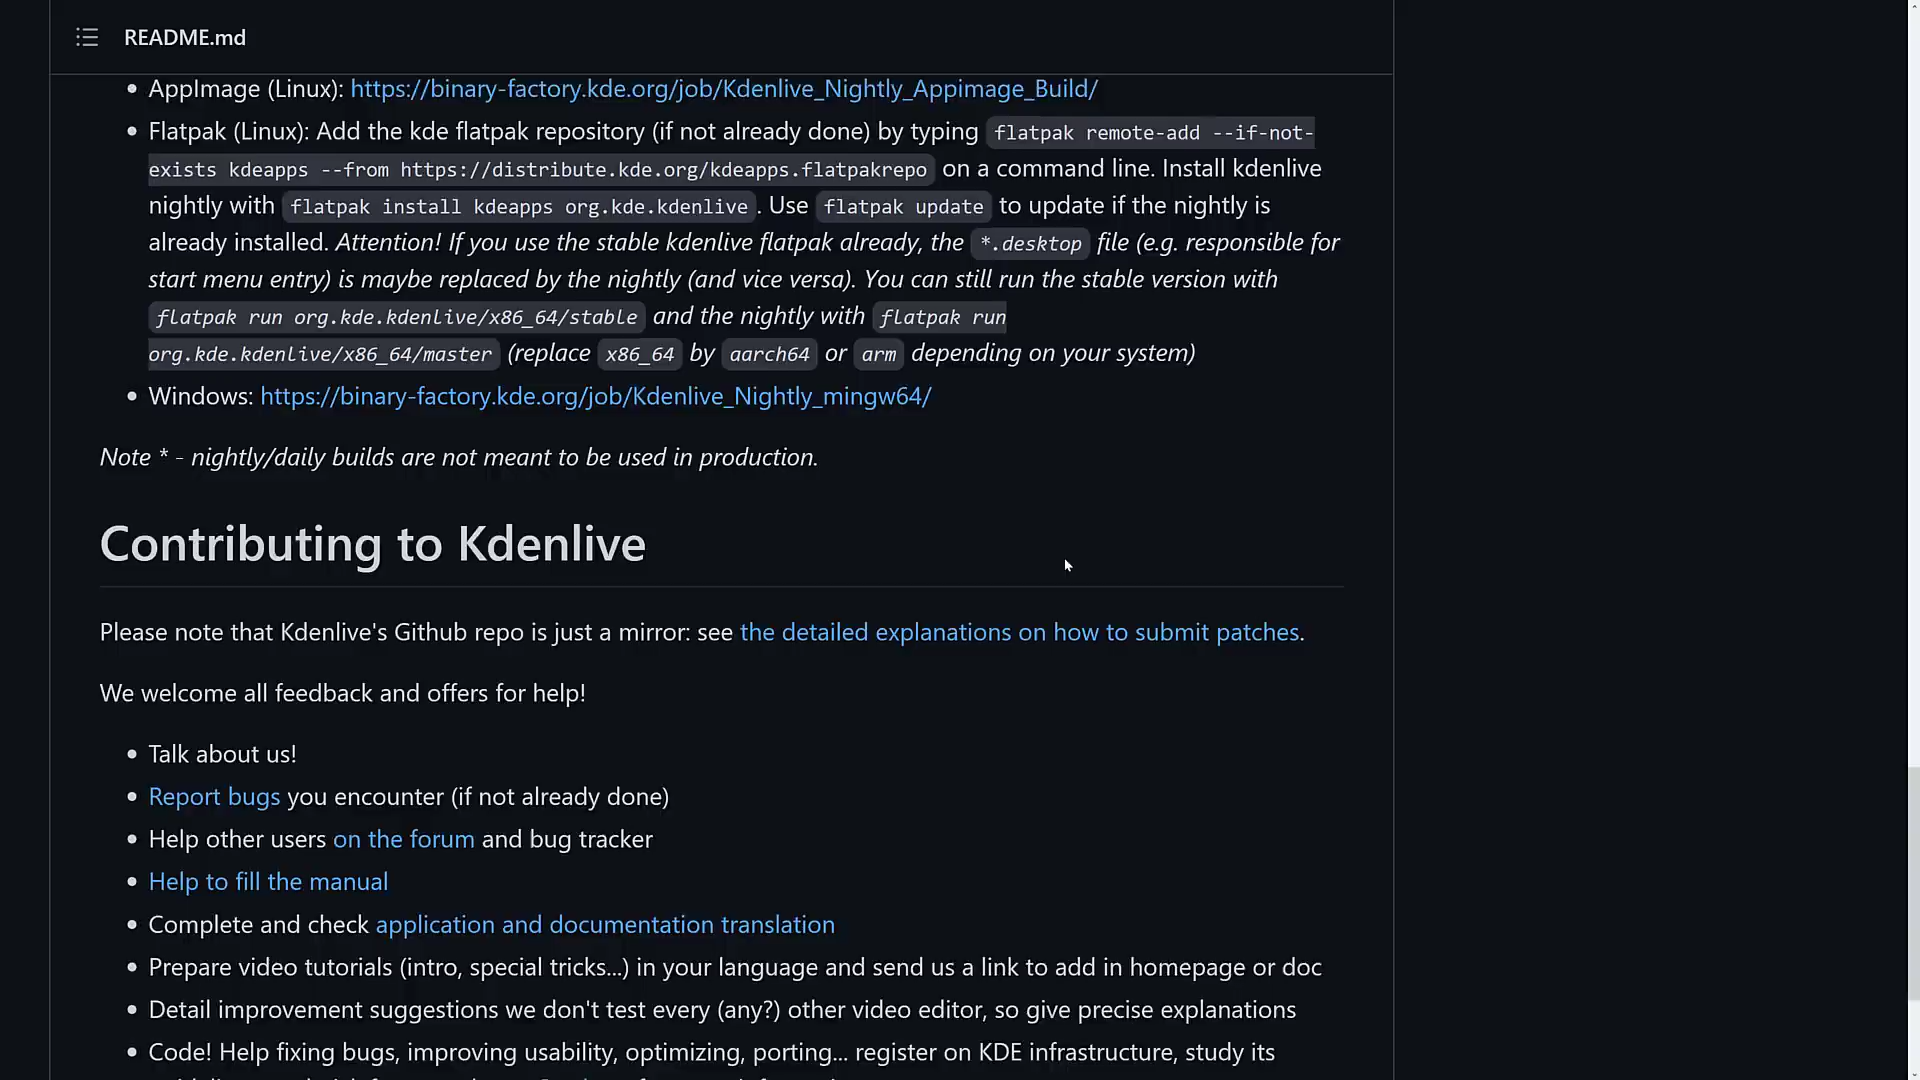 README.md
AppImage (Linux): https://binary-factory.kde.org/job/Kdenlive_Nightly_Appimage_Build/
Flatpak (Linux): Add the kde flatpak repository (if not already done) by typing flatpak remote-add --if-not-
exists kdeapps --from https://distribute.kde.org/kdeapps.flatpakrepo on a command line. Install kdenlive
nightly with flatpak install kdeapps org.kde.kdenlive . Use flatpak update to update if the nightly is
already installed. Attention! If you use the stable kdenlive flatpak already, the *.desktop file (e.g. responsible for
start menu entry) is maybe replaced by the nightly (and vice versa). You can still run the stable version with
flatpak run org.kde.kdenlive/x86_64/stable and the nightly with flatpak run
org.kde.kdenlive/x86_64/master (replace x86_64 by aarch64 or arm depending on your system)
Windows: https://binary-factory.kde.org/job/Kdenlive_Nightly_mingw64/
Note * - nightly/daily builds are not meant to be used in production.
Contributing to Kdenlive
Please note that Kdenlive's Github repo is just a mirror: see the detailed explanations on how to submit patches.
We welcome all feedback and offers for help!
Talk about us!
Report bugs you encounter (if not already done)
Help other users on the forum and bug tracker
Help to fill the manual
Complete and check application and documentation translation
Prepare video tutorials (intro, special tricks...) in your language and send us a link to add in homepage or doc
Detail improvement suggestions we don't test every (any?) other video editor, so give precise explanations
Code! Help fixing bugs, improving usability, optimizing, porting... register on KDE infrastructure, study its